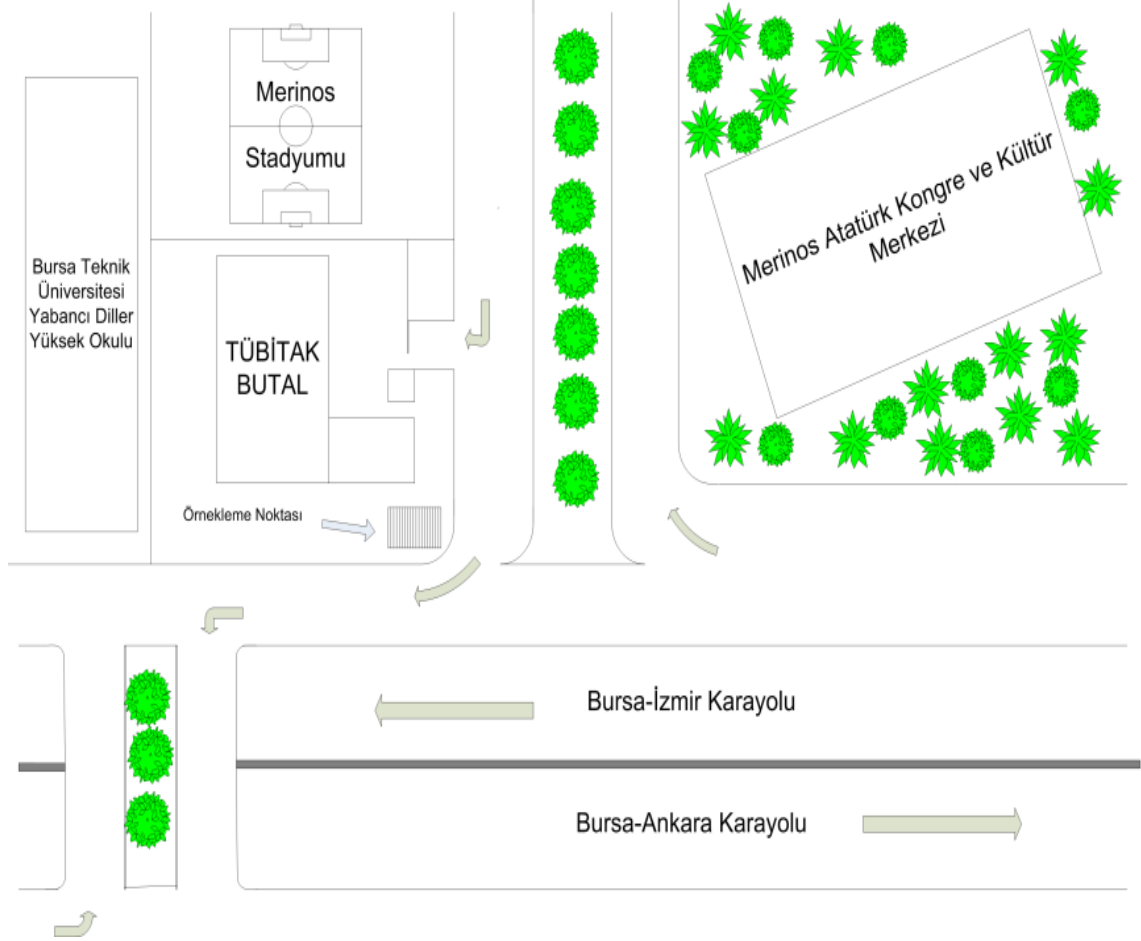 Merinos
Stadyumu
Merinos Atatürk Kongre ve Kültür
Merkezi
Bursa Teknik
Üniversitesi
Yabancı Diller
Yüksek Okulu
TÜBİTAK
BUTAL
Örnekleme Noktası
Bursa-İzmir Karayolu
Bursa-Ankara Karayolu